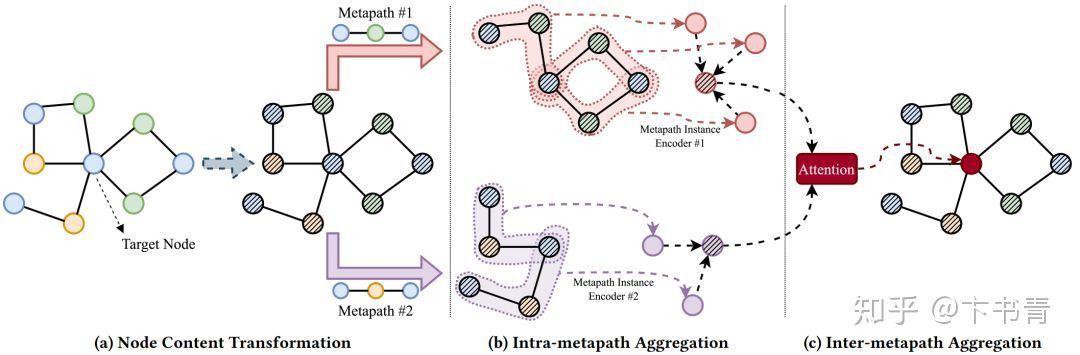 Metapath #1
Target Node
Metapath #2
(a) Node Content Transformation
Metapath Instance
Encoder #1
Metapath Instance
Encoder #2
(b) Intra-metapath Aggregation
Attention
知乎 @卞书青
(c) Inter-metapath Aggregation